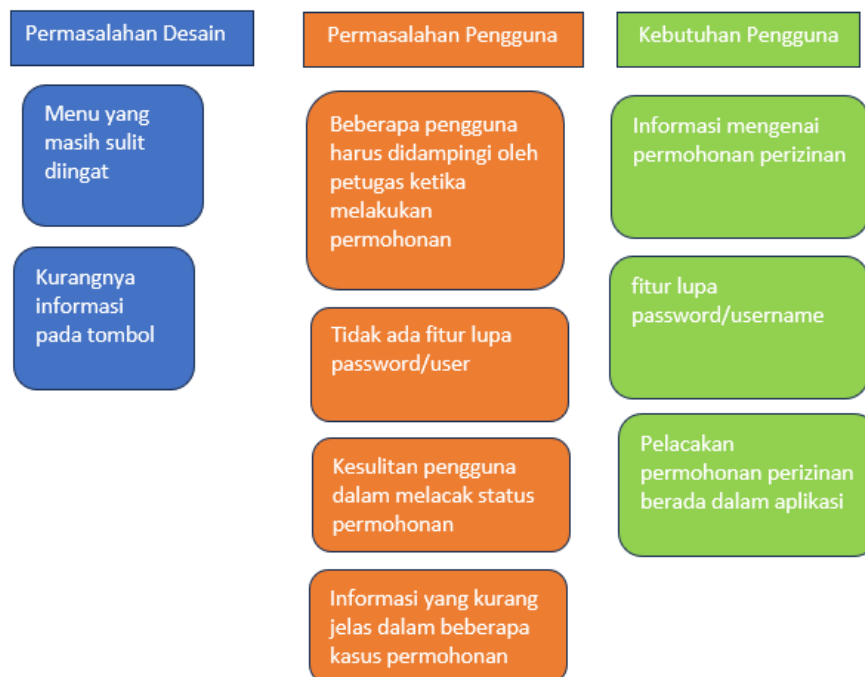 Permasalahan Desain
Menu yang
masih sulit
diingat
Kurangnya
informasi
pada tombol
Permasalahan Pengguna
Beberapa pengguna
harus didampingi oleh
petugas ketika
melakukan
permohonan
Tidak ada fitur lupa
password/user
Kesulitan pengguna
dalam melacak status
permohonan
Informasi yang kurang
jelas dalam beberapa
kasus permohonan
Kebutuhan Pengguna
Informasi mengenai
permohonan perizinan
fitur lupa
password/username
Pelacakan
permohonan perizinan
berada dalam aplikasi